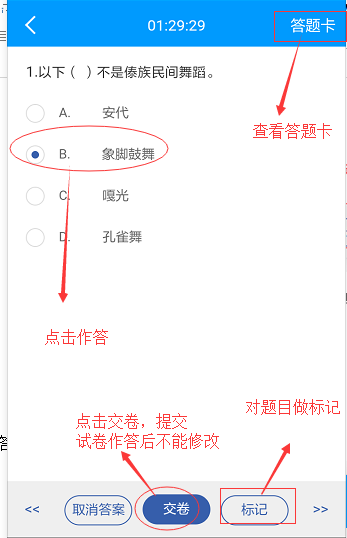 01:29:29
答题卡
1.以下（ ）不是傣族民间舞蹈。
A. 安代
查看答题卡
B. 象脚鼓舞
C. 嘎光
D. 孔雀舞
点击作答
对题目做标记
点击交卷，提交
试卷作答后不能修改
答
<< 取消答案 交卷 标记 >>